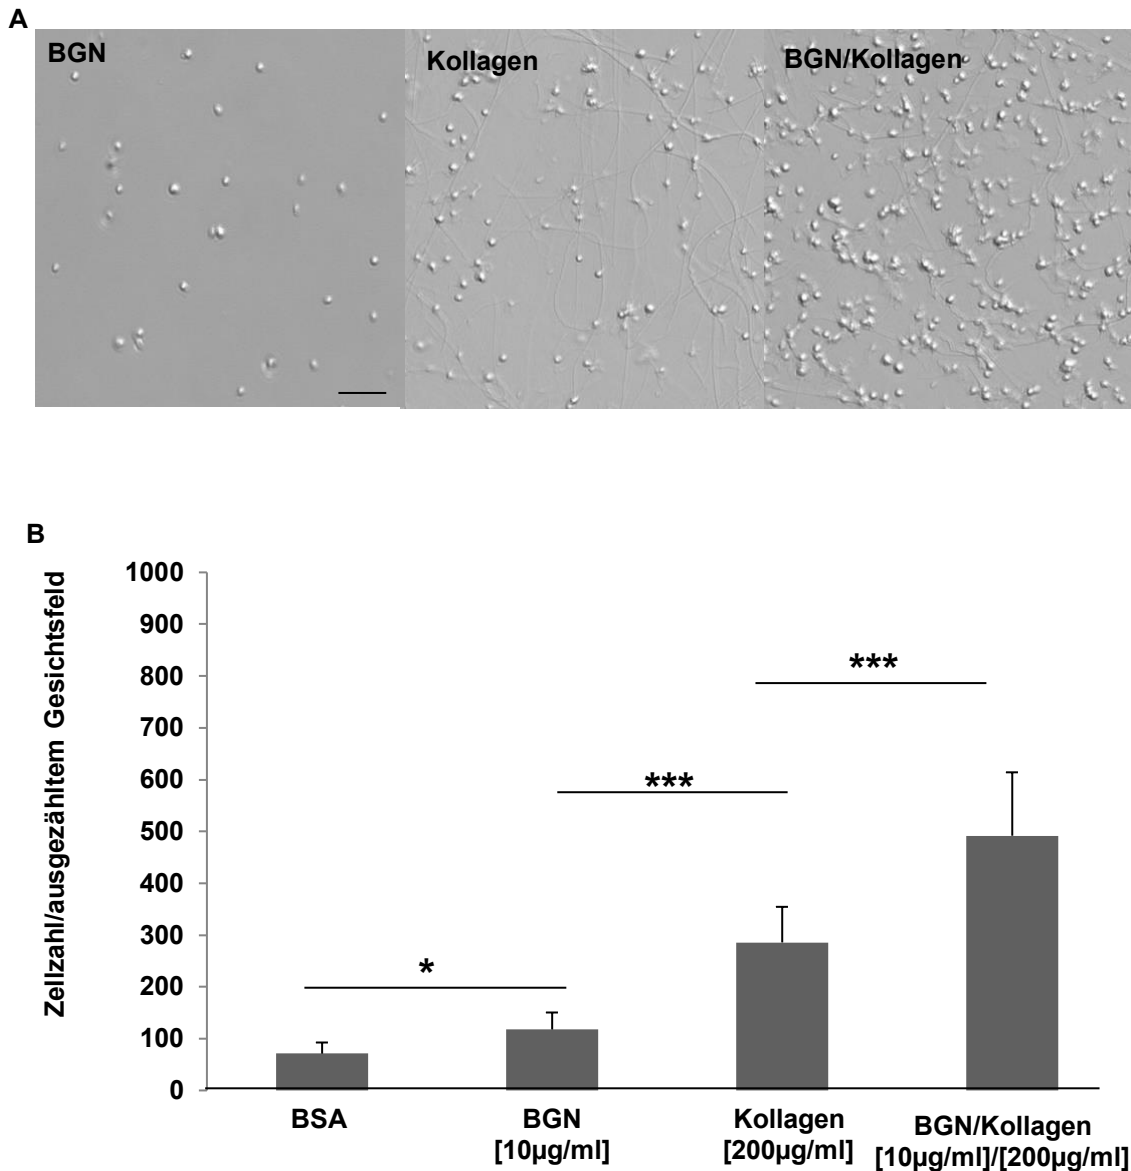 A
BGN
Kollagen
BGN/Kollagen
B
Zellzahl/ausgezähltem Gesichtsfeld
1000
900
800
700
600
500
400
300
200
100
0
*
***
***
BSA
BGN
[10µg/ml]
Kollagen
[200µg/ml]
BGN/Kollagen
[10µg/ml]/[200µg/ml]